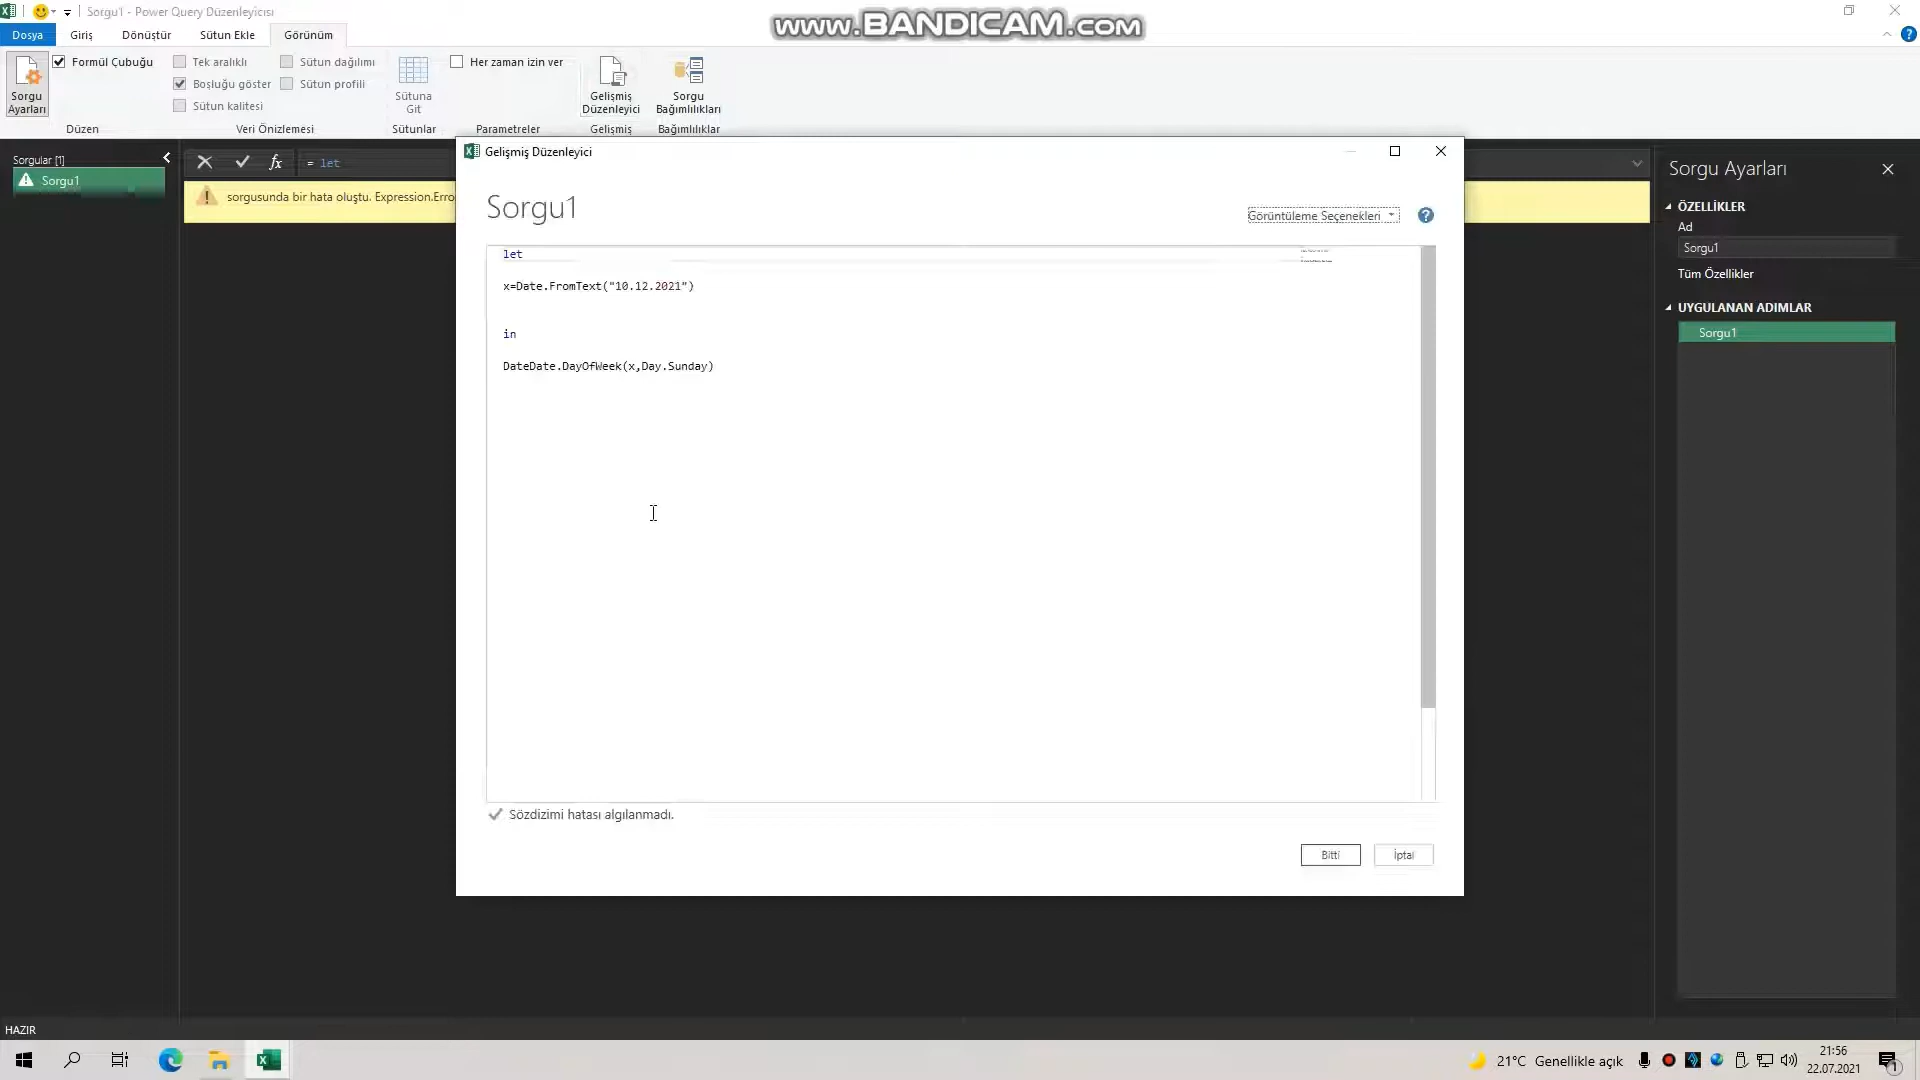 Sorgu1 - Power Query Düzenleyicisi
www.BANDICAM.com
Dosya
Giriş
Dönüştür
Sütun Ekle
Görünüm
Sorgu
Ayarları
Formül Çubuğu
Düzen
Tek aralıklı
Boşluğu göster
Sütun kalitesi
Sütun dağılımı
Sütun profili
Veri Önizlemesi
Sütuna
Git
Sütunlar
Her zaman izin ver
Parametreler
Gelişmiş
Düzenleyici
Gelişmiş
Sorgu
Bağımlılıkları
Bağımlılıklar
Sorgular [1]
Sorgu1
fx
= let
sorgusunda bir hata oluştu. Expression.Erro
Gelişmiş Düzenleyici
Sorgu1
Görüntüleme Seçenekleri
?
let
x=Date.FromText("10.12.2021")
in
DateDate.DayOfWeek(x,Day.Sunday)
Sözdizimi hatası algılanmadı.
Bitti
İptal
Sorgu Ayarları
ÖZELLİKLER
Ad
Sorgu1
Tüm Özellikler
UYGULANAN ADIMLAR
Sorgu1
HAZIR
21°C Genellikle açık
21:56
22.07.2021
1